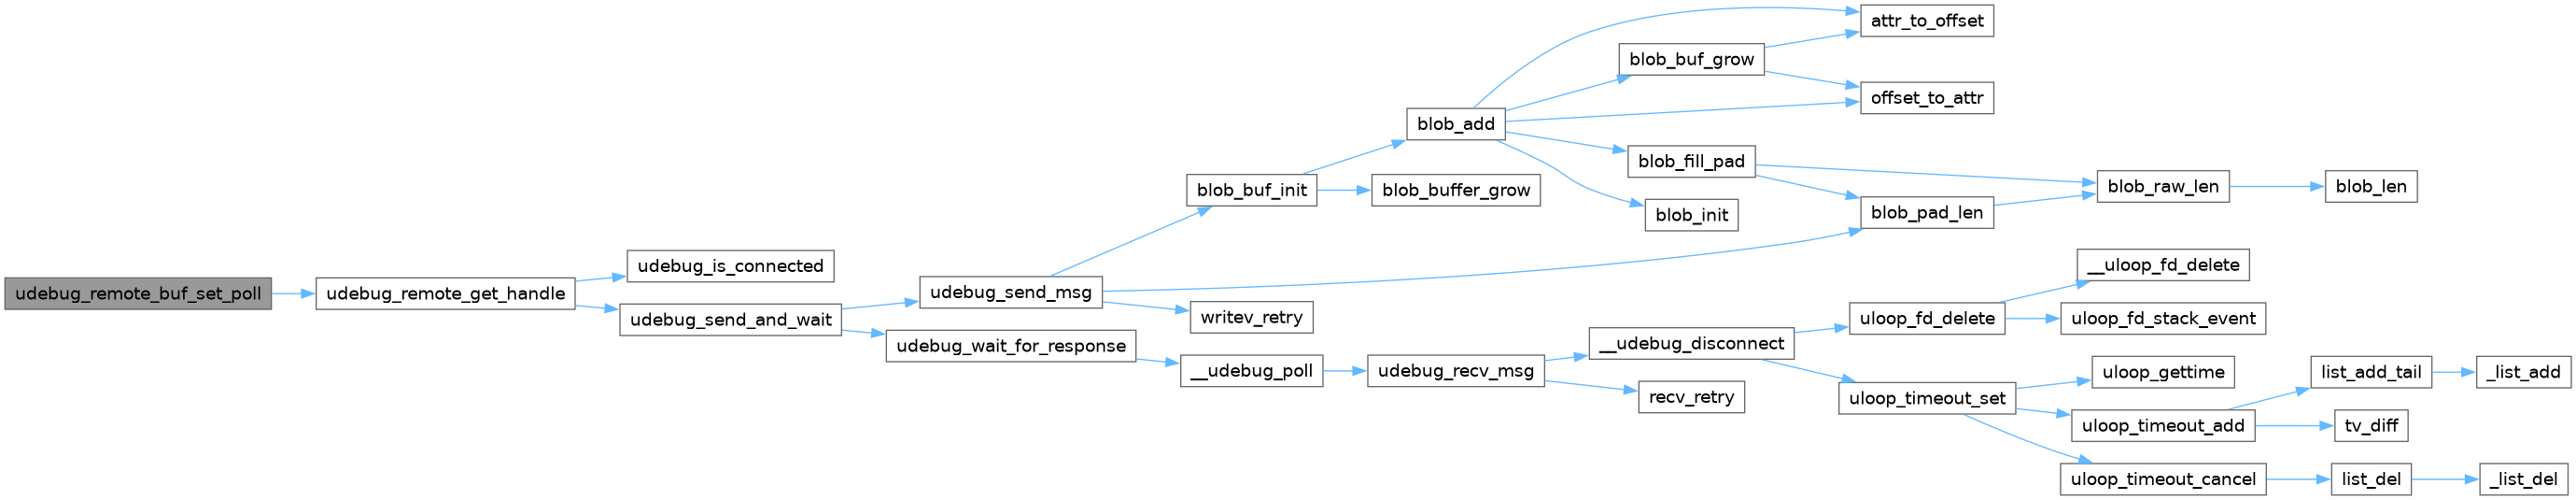 udebug_remote_buf_set_poll
udebug_remote_get_handle
udebug_is_connected
udebug_send_and_wait
udebug_send_msg
udebug_wait_for_response
blob_buf_init
writev_retry
__udebug_poll
blob_add
blob_buffer_grow
udebug_recv_msg
blob_buf_grow
blob_fill_pad
blob_init
__udebug_disconnect
recv_retry
attr_to_offset
offset_to_attr
blob_pad_len
uloop_fd_delete
uloop_timeout_set
blob_raw_len
__uloop_fd_delete
uloop_fd_stack_event
uloop_gettime
uloop_timeout_add
uloop_timeout_cancel
blob_len
list_add_tail
tv_diff
list_del
_list_add
_list_del